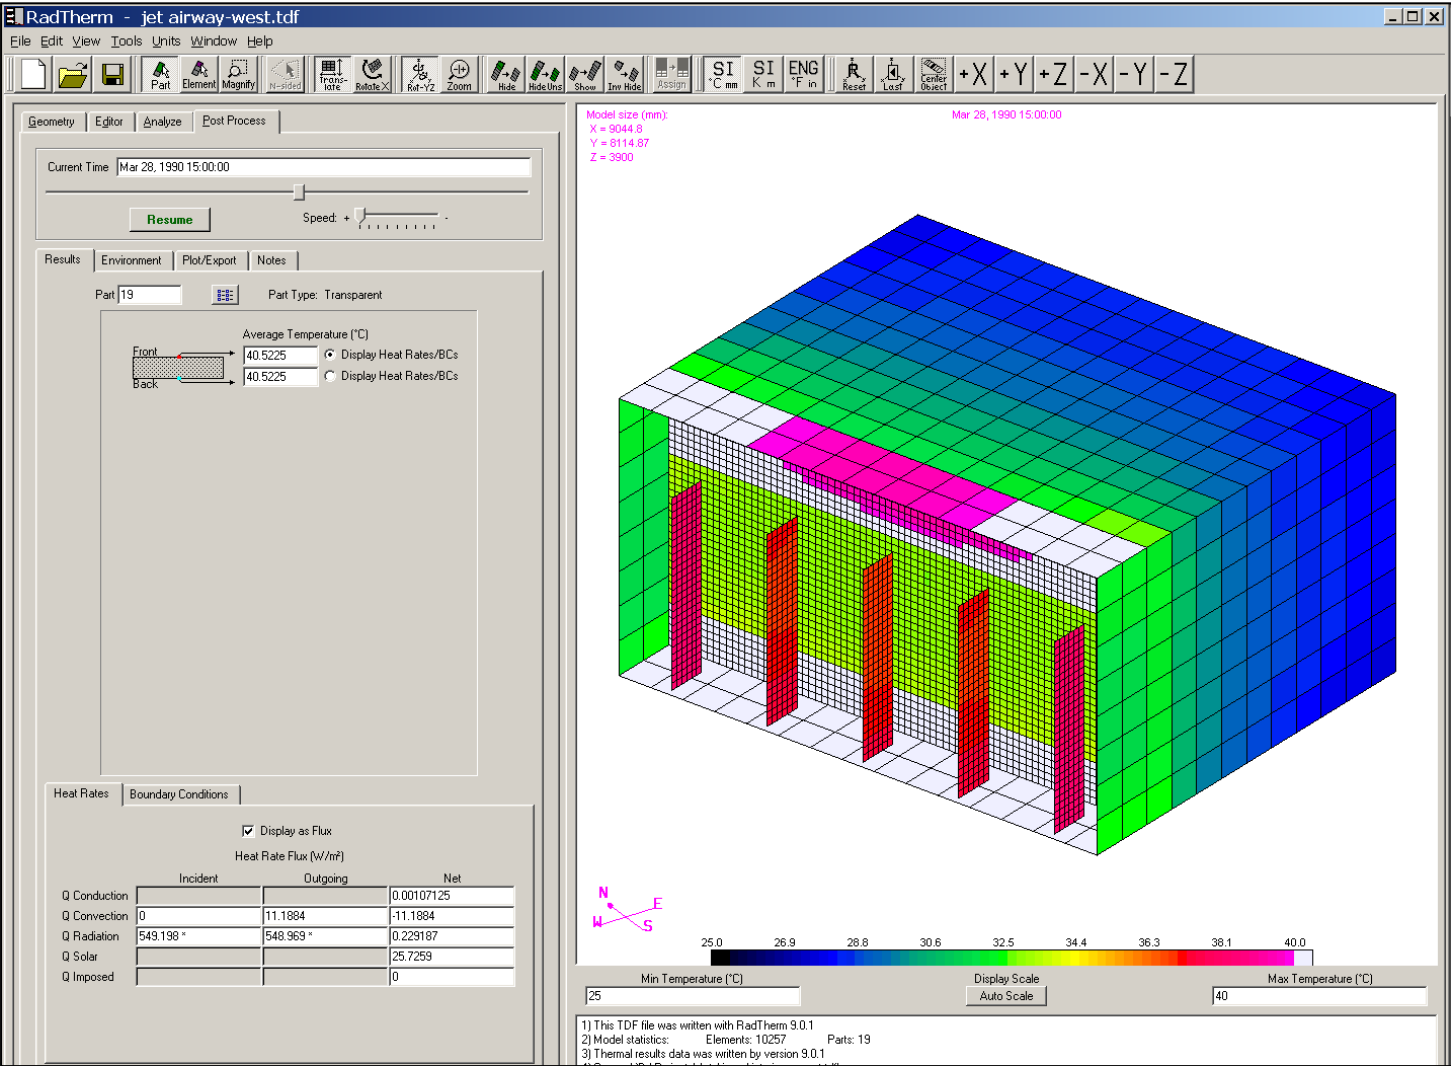 RadTherm - jet airway-west.tdf
File Edit View Tools Units Window Help
Part Element Magnify N-sided Trans-late RotateX Rot-YZ Zoom Hide HideUns Show Inv Hide Assign SI °C mm SI K m ENG °F in Reset Last Center Object +X +Y +Z -X -Y -Z
Geometry Editor Analyze Post Process
Current Time Mar 28, 1990 15:00:00
Resume Speed: + -
Results Environment Plot/Export Notes
Part 19 Part Type: Transparent
Average Temperature (°C)
Front 40.5225 Display Heat Rates/BCs
Back 40.5225 Display Heat Rates/BCs
Heat Rates Boundary Conditions
Display as Flux
Heat Rate Flux (W/m²)
Incident Outgoing Net
Q Conduction 0.00107125
Q Convection 0 11.1884 -11.1884
Q Radiation 549.198 * 548.969 * 0.229187
Q Solar 25.7259
Q Imposed 0
Model size (mm):
X = 9044.8
Y = 8114.87
Z = 3900
Mar 28, 1990 15:00:00
N
E
W
S
25.0 26.9 28.8 30.6 32.5 34.4 36.3 38.1 40.0
Min Temperature (°C) Display Scale Max Temperature (°C)
25 Auto Scale 40
1) This TDF file was written with RadTherm 9.0.1
2) Model statistics: Elements: 10257 Parts: 19
3) Thermal results data was written by version 9.0.1